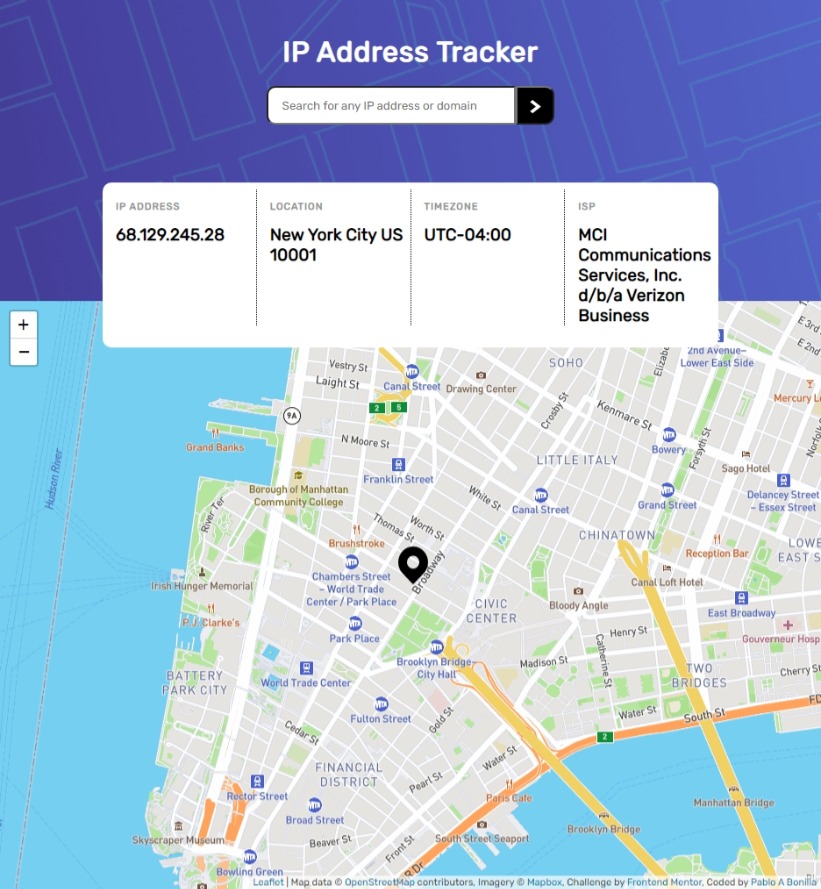 IP Address Tracker
Search for any IP address or domain
IP ADDRESS
68.129.245.28
LOCATION
New York City US
10001
TIMEZONE
UTC-04:00
ISP
MCI
Communications
Services, Inc.
d/b/a Verizon
Business
+
−
E 3rd
E 2nd
2nd Avenue–
Lower East Side
SOHO
Vestry St
Laight St
Canal Street
Drawing Center
Crosby St
Kenmare St
Forsyth St
2
5
9A
Grand Banks
N Moore St
Bowery
LITTLE ITALY
Sago Hotel
Hudson River
Franklin Street
Borough of Manhattan
Community College
White St
Canal Street
Grand Street
Delancey Street
– Essex Street
River Ter
Thomas St
Worth St
Brushstroke
CHINATOWN
Reception Bar
Broadway
Chambers Street
– World Trade
Center / Park Place
Irish Hunger Memorial
Canal Loft Hotel
Bloody Angle
CIVIC
CENTER
East Broadway
P.J. Clarke's
Park Place
Henry St
Catherine St
Gouverneur Hosp
Brooklyn Bridge–
City Hall
Madison St
BATTERY
PARK CITY
World Trade Center
TWO
BRIDGES
Cherry St
Fulton Street
Gold St
Water St
South St
Cedar St
2
Water St
FINANCIAL
DISTRICT
Pearl St
Rector Street
Paris Cafe
Manhattan Bridge
Broad Street
Brooklyn Bridge
Skyscraper Museum
Beaver St
Front St
South Street Seaport
Bowling Green
Leaflet | Map data © OpenStreetMap contributors, Imagery © Mapbox, Challenge by Frontend Mentor, Coded by Pablo A Bonilla